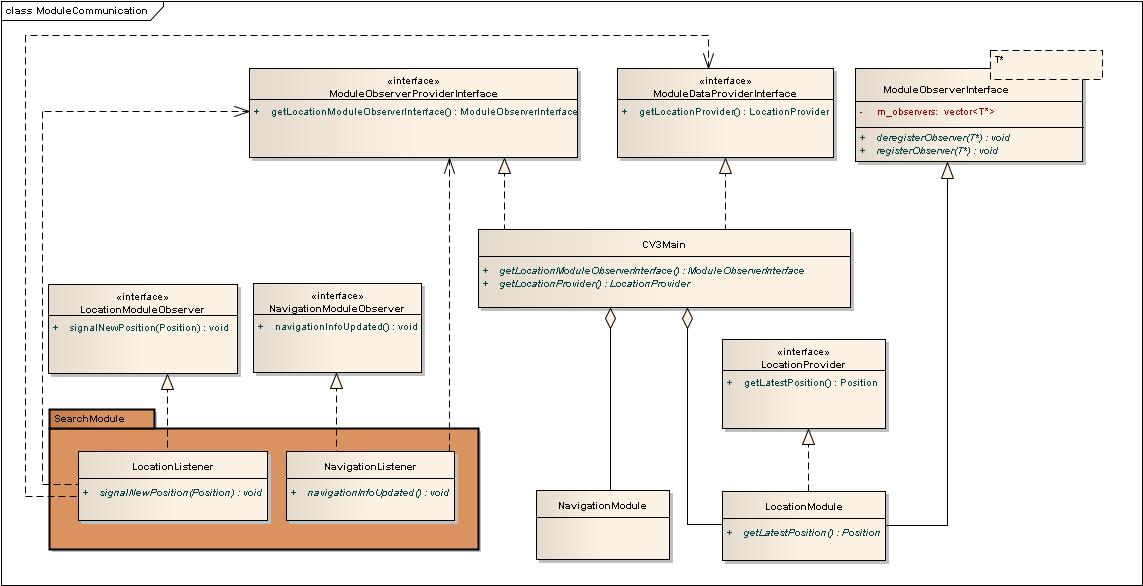 class ModuleCommunication
«interface»
ModuleObserverProviderInterface
+ getLocationModuleObserverInterface() : ModuleObserverInterface
«interface»
ModuleDataProviderInterface
+ getLocationProvider() : LocationProvider
T*
ModuleObserverInterface
- m_observers: vector<T*>
+ deregisterObserver(T*) : void
+ registerObserver(T*) : void
CV3Main
+ getLocationModuleObserverInterface() : ModuleObserverInterface
+ getLocationProvider() : LocationProvider
«interface»
LocationModuleObserver
+ signalNewPosition(Position) : void
«interface»
NavigationModuleObserver
+ navigationInfoUpdated() : void
«interface»
LocationProvider
+ getLatestPosition() : Position
SearchModule
LocationListener
+ signalNewPosition(Position) : void
NavigationListener
+ navigationInfoUpdated() : void
NavigationModule
LocationModule
+ getLatestPosition() : Position